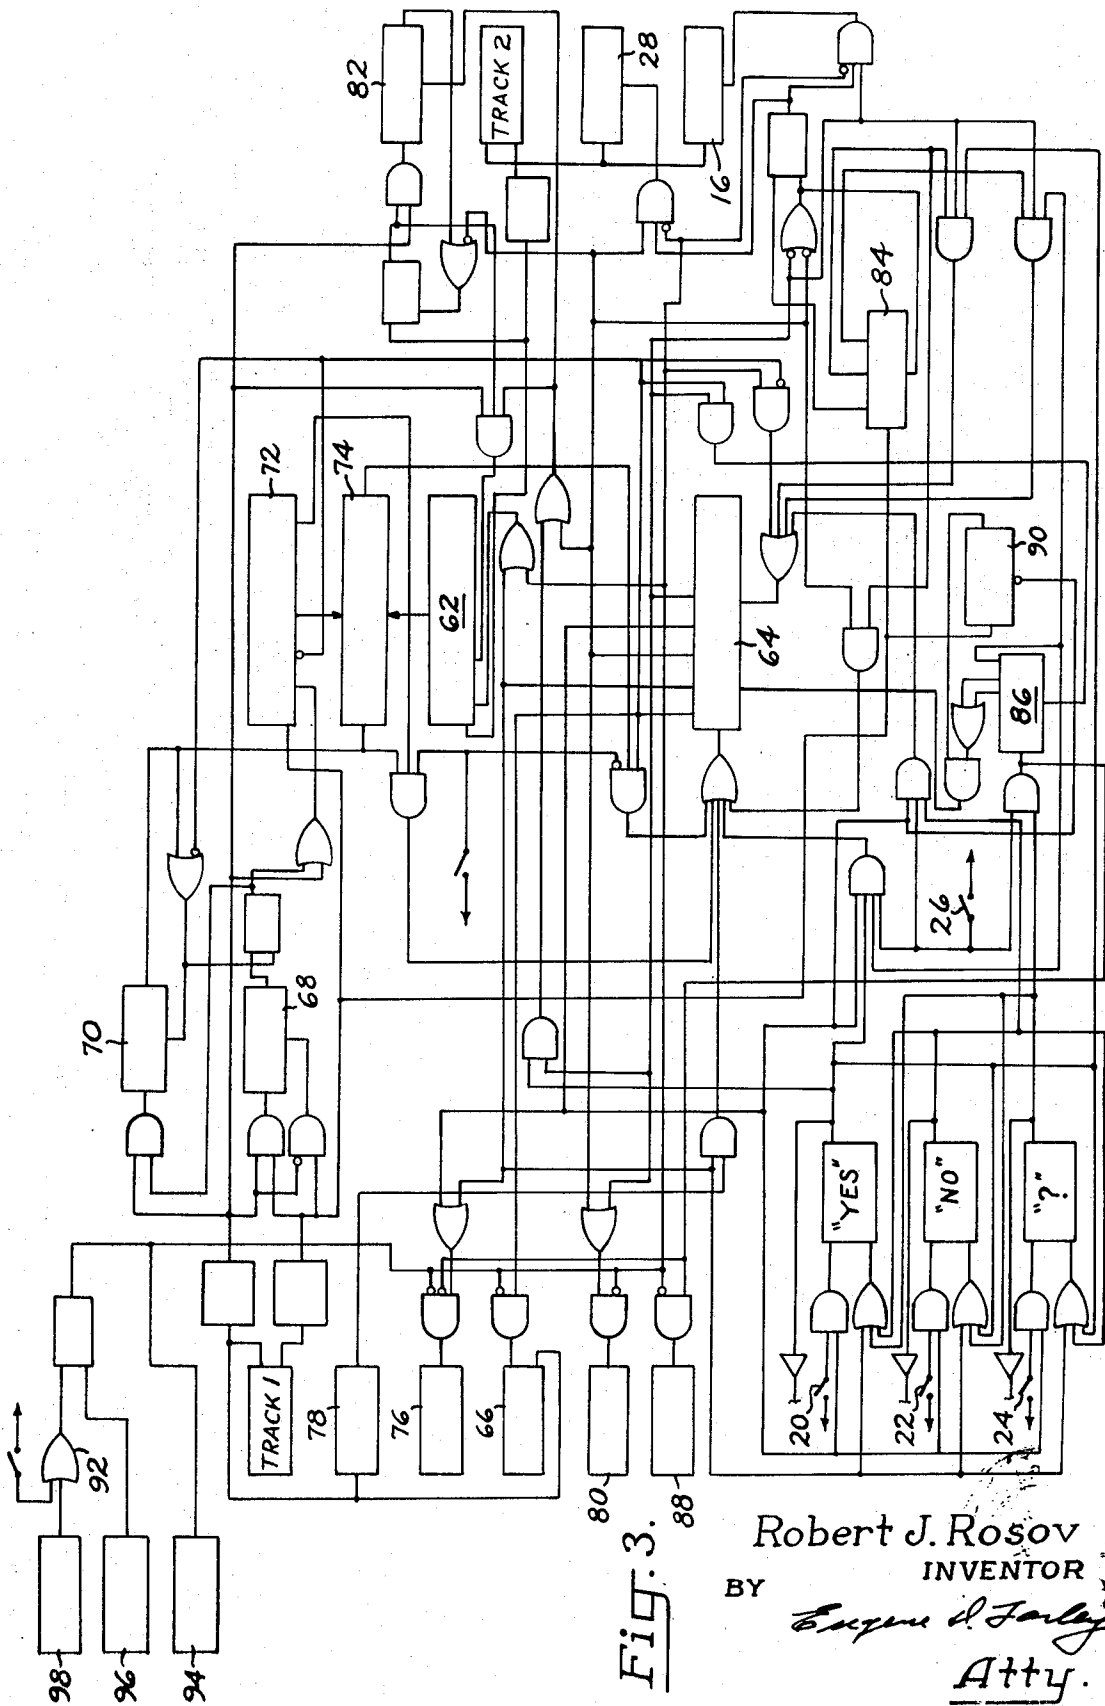 82
TRACK 2
28
16
72
74
62
84
70
68
64
90
86
26
92
98
96
94
TRACK 1
78
76
66
80
88
"YES"
"NO"
"?"
20
22
24
Fig. 3.
Robert J. Rosov
INVENTOR
BY
Eugene D. Farley
Atty.